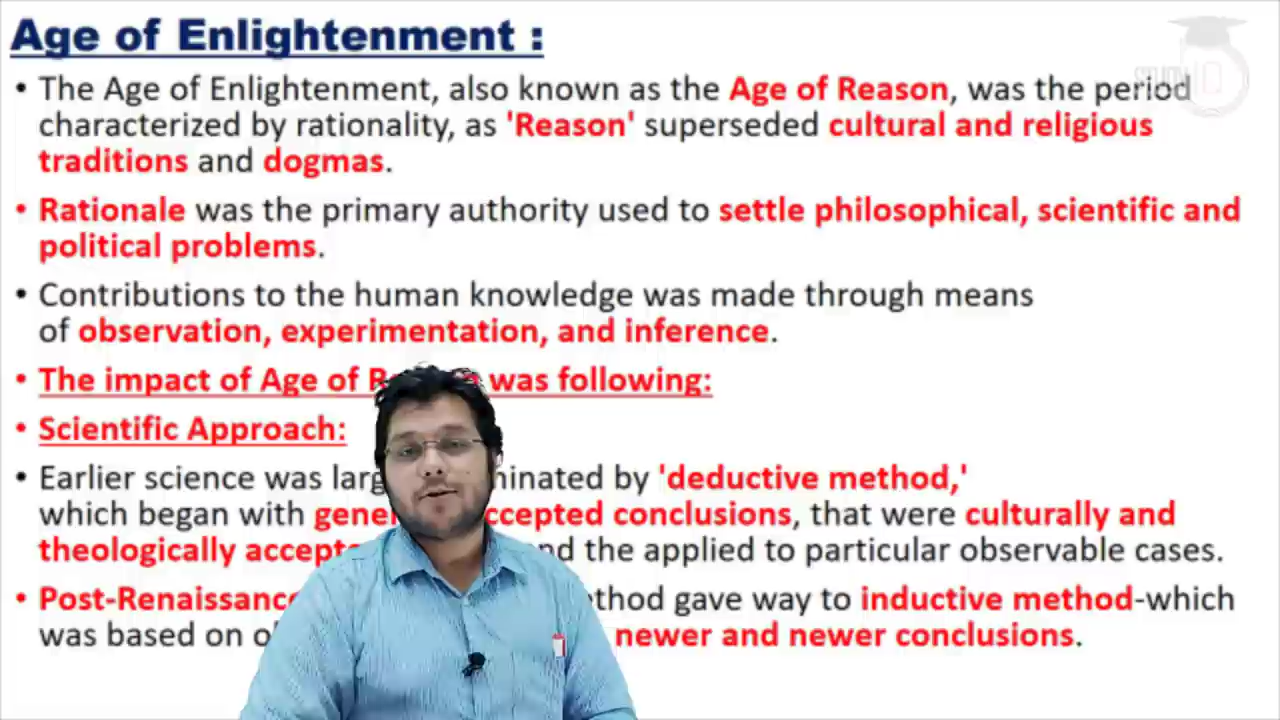 Age of Enlightenment :
STUDY IQ
• The Age of Enlightenment, also known as the Age of Reason, was the period
characterized by rationality, as 'Reason' superseded cultural and religious
traditions and dogmas.
• Rationale was the primary authority used to settle philosophical, scientific and
political problems.
• Contributions to the human knowledge was made through means
of observation, experimentation, and inference.
• The impact of Age of was following:
• Scientific Approach:
• Earlier science was by 'deductive method,'
which began with conclusions, that were culturally and
theologically and the applied to particular observable cases.
• gave way to inductive method-which
was based on newer and newer conclusions.